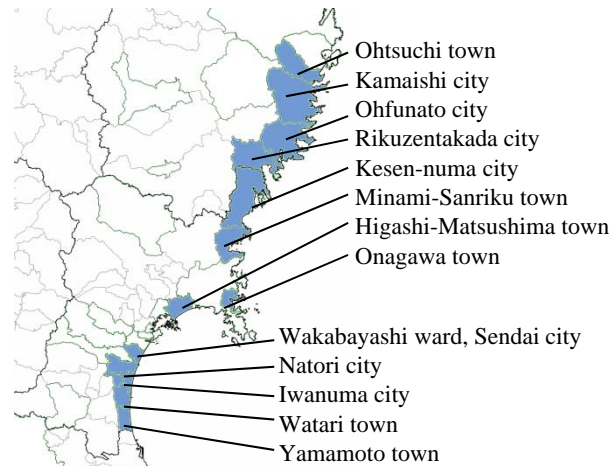 Ohtsuchi town
Kamaishi city
Ohfunato city
Rikuzentakada city
Kesen-numa city
Minami-Sanriku town
Higashi-Matsushima town
Onagawa town
Wakabayashi ward, Sendai city
Natori city
Iwanuma city
Watari town
Yamamoto town